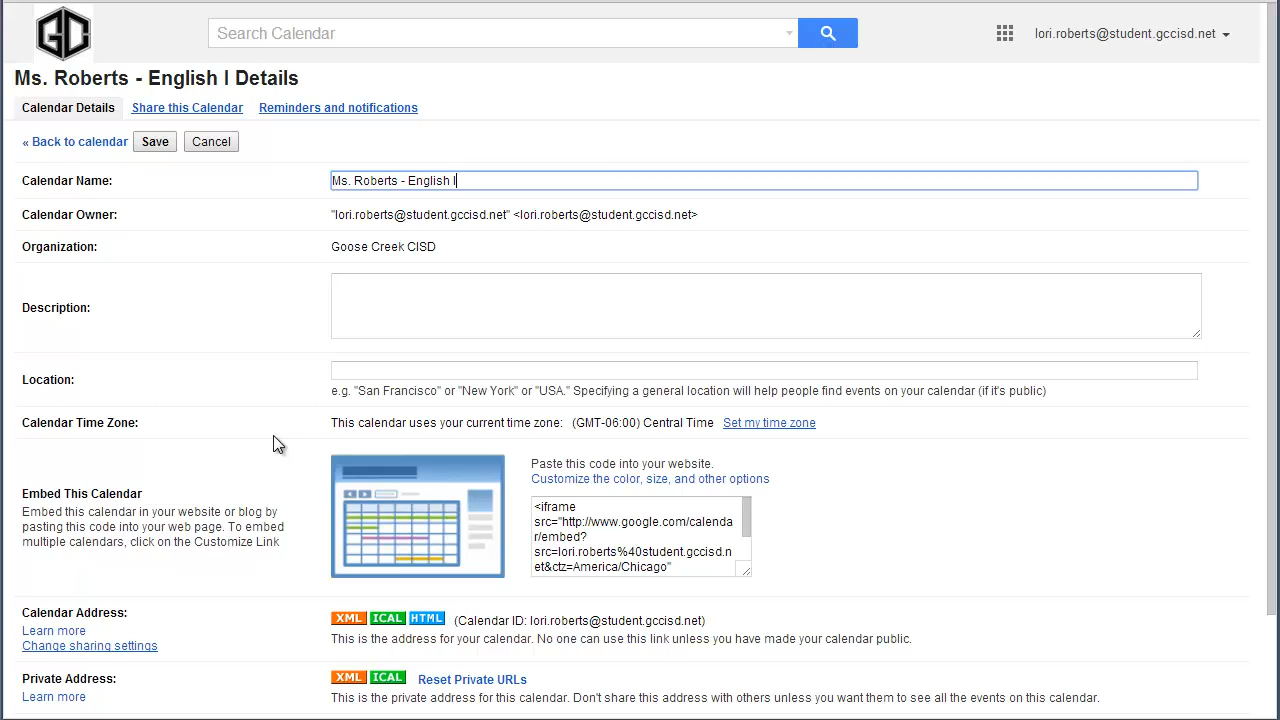 GC
Search Calendar
lori.roberts@student.gccisd.net
Ms. Roberts - English I Details
Calendar Details Share this Calendar Reminders and notifications
« Back to calendar Save Cancel
Calendar Name: Ms. Roberts - English I
Calendar Owner: "lori.roberts@student.gccisd.net" <lori.roberts@student.gccisd.net>
Organization: Goose Creek CISD
Description:
Location:
e.g. "San Francisco" or "New York" or "USA." Specifying a general location will help people find events on your calendar (if it's public)
Calendar Time Zone: This calendar uses your current time zone: (GMT-06:00) Central Time Set my time zone
Embed This Calendar
Embed this calendar in your website or blog by
pasting this code into your web page. To embed
multiple calendars, click on the Customize Link
Paste this code into your website.
Customize the color, size, and other options
<iframe
src="http://www.google.com/calenda
r/embed?
src=lori.roberts%40student.gccisd.n
et&ctz=America/Chicago"
Calendar Address:
Learn more
Change sharing settings
XML ICAL HTML (Calendar ID: lori.roberts@student.gccisd.net)
This is the address for your calendar. No one can use this link unless you have made your calendar public.
Private Address:
Learn more
XML ICAL Reset Private URLs
This is the private address for this calendar. Don't share this address with others unless you want them to see all the events on this calendar.